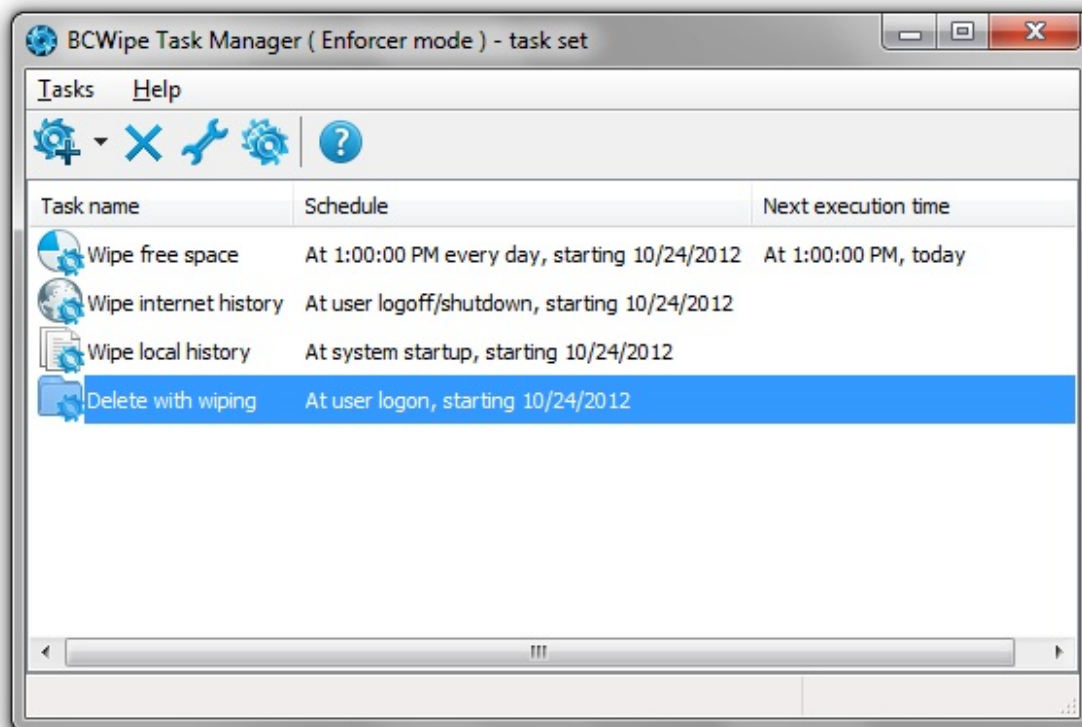 BCWipe Task Manager ( Enforcer mode ) - task set
Tasks Help
Task name Schedule Next execution time
Wipe free space At 1:00:00 PM every day, starting 10/24/2012 At 1:00:00 PM, today
Wipe internet history At user logoff/shutdown, starting 10/24/2012
Wipe local history At system startup, starting 10/24/2012
Delete with wiping At user logon, starting 10/24/2012